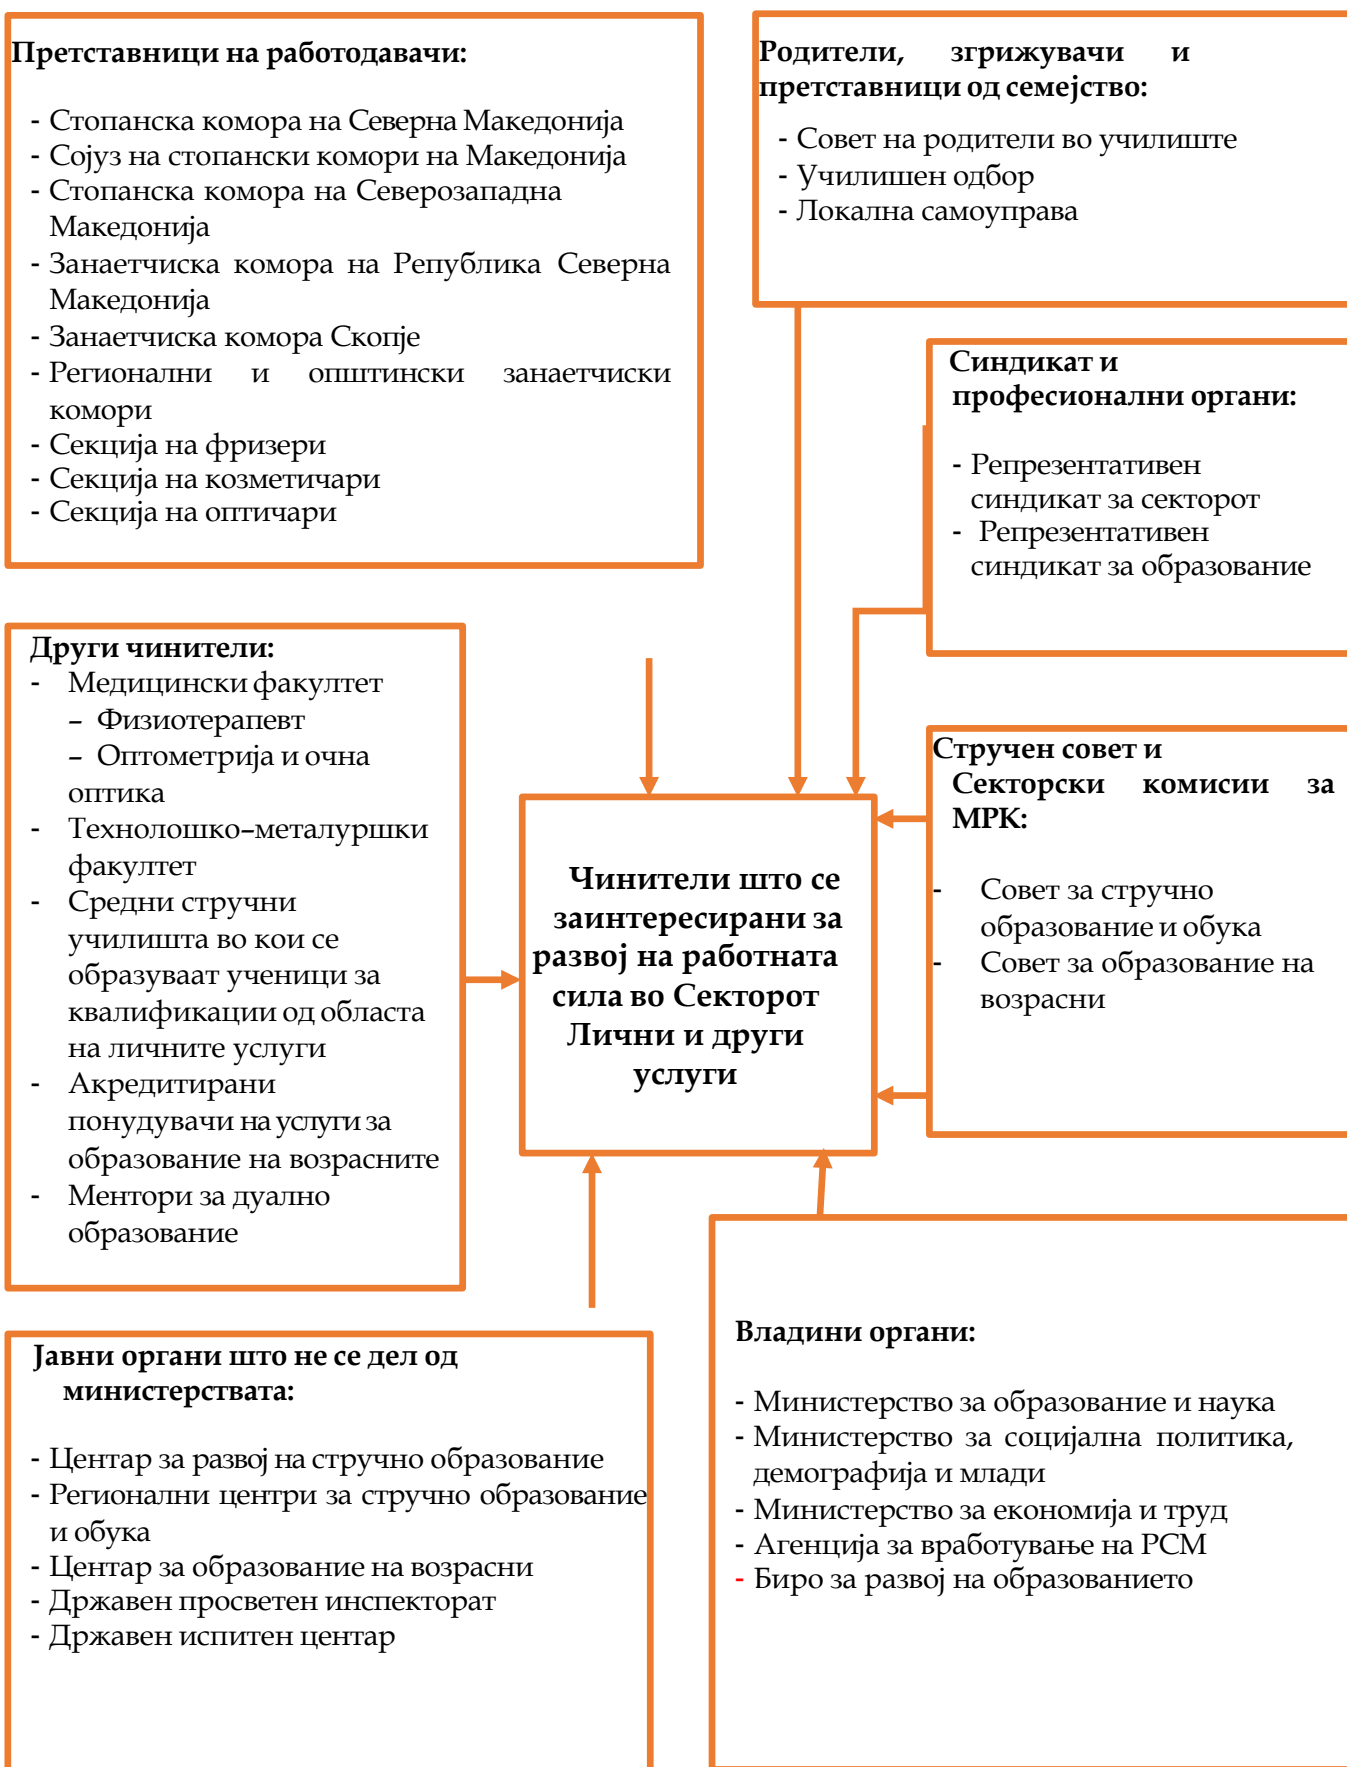 Претставници на работодавачи:
- Стопанска комора на Северна Македонија
- Сојуз на стопански комори на Македонија
- Стопанска комора на Северозападна
Македонија
- Занаетчиска комора на Република Северна
Македонија
- Занаетчиска комора Скопје
- Регионални и општински занаетчиски
комори
- Секција на фризери
- Секција на козметичари
- Секција на оптичари
Родители, згрижувачи и
претставници од семејство:
- Совет на родители во училиште
- Училишен одбор
- Локална самоуправа
Синдикат и
професионални органи:
- Репрезентативен
синдикат за секторот
- Репрезентативен
синдикат за образование
Други чинители:
- Медицински факултет
– Физиотерапевт
– Оптометрија и очна
оптика
- Технолошко–металуршки
факултет
- Средни стручни
училишта во кои се
образуваат ученици за
квалификации од областа
на личните услуги
- Акредитирани
понудувачи на услуги за
образование на возрасните
- Ментори за дуално
образование
Чинители што се
заинтересирани за
развој на работната
сила во Секторот
Лични и други
услуги
Стручен совет и
Секторски комисии за
МРК:
- Совет за стручно
образование и обука
- Совет за образование на
возрасни
Јавни органи што не се дел од
министерствата:
- Центар за развој на стручно образование
- Регионални центри за стручно образование
и обука
- Центар за образование на возрасни
- Државен просветен инспекторат
- Државен испитен центар
Владини органи:
- Министерство за образование и наука
- Министерство за социјална политика,
демографија и млади
- Министерство за економија и труд
- Агенција за вработување на РСМ
- Биро за развој на образованието